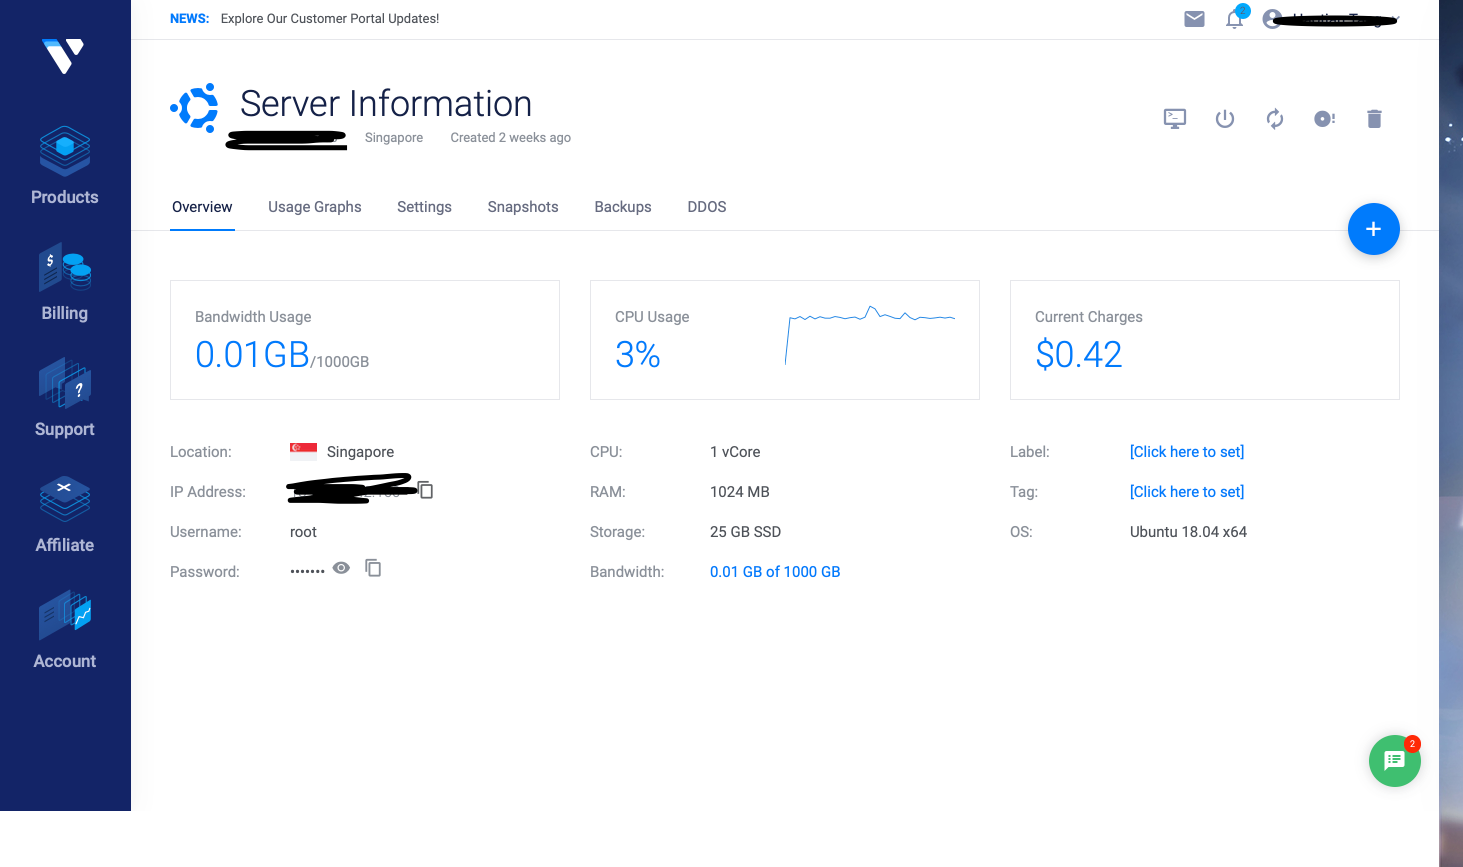 NEWS: Explore Our Customer Portal Updates!
2
Server Information
Singapore Created 2 weeks ago
Products
Billing
Support
Affiliate
Account
Overview Usage Graphs Settings Snapshots Backups DDOS
+
Bandwidth Usage
0.01GB/1000GB
CPU Usage
3%
Current Charges
$0.42
Location: Singapore
IP Address:
Username: root
Password: •••••••
CPU: 1 vCore
RAM: 1024 MB
Storage: 25 GB SSD
Bandwidth: 0.01 GB of 1000 GB
Label: [Click here to set]
Tag: [Click here to set]
OS: Ubuntu 18.04 x64
2